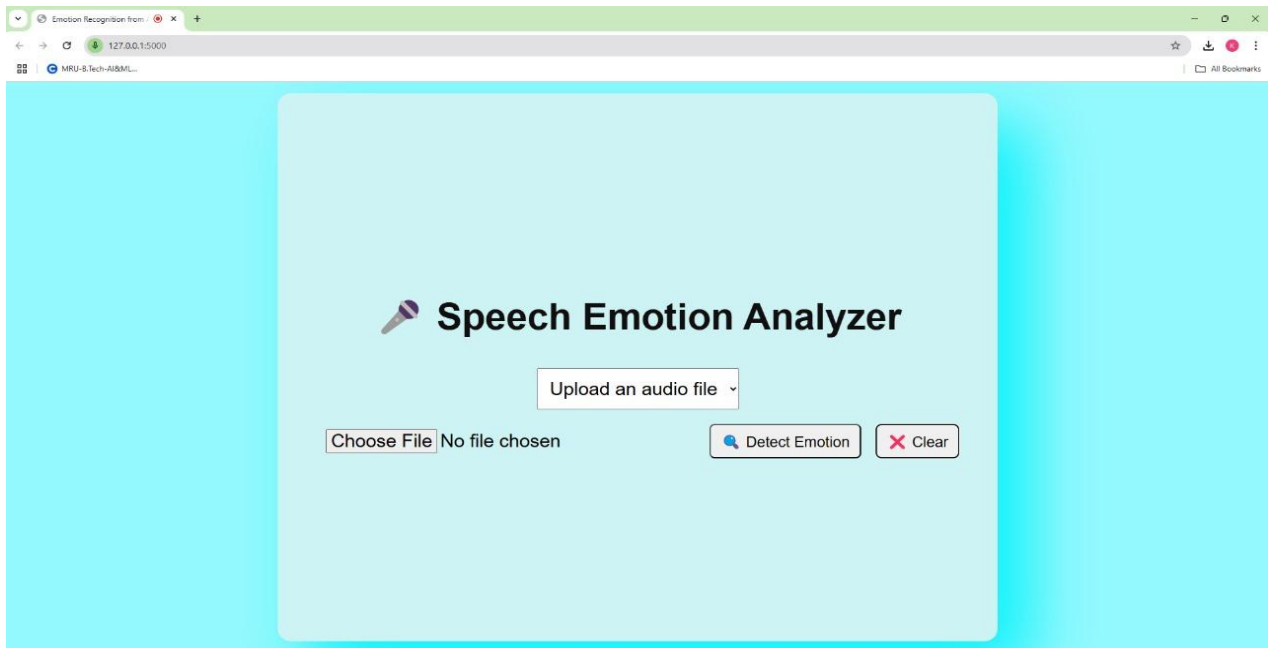 Emotion Recognition from
127.0.0.1:5000
MRU-B.Tech-AI&ML...
All Bookmarks
Speech Emotion Analyzer
Upload an audio file
Choose File No file chosen
Detect Emotion
Clear